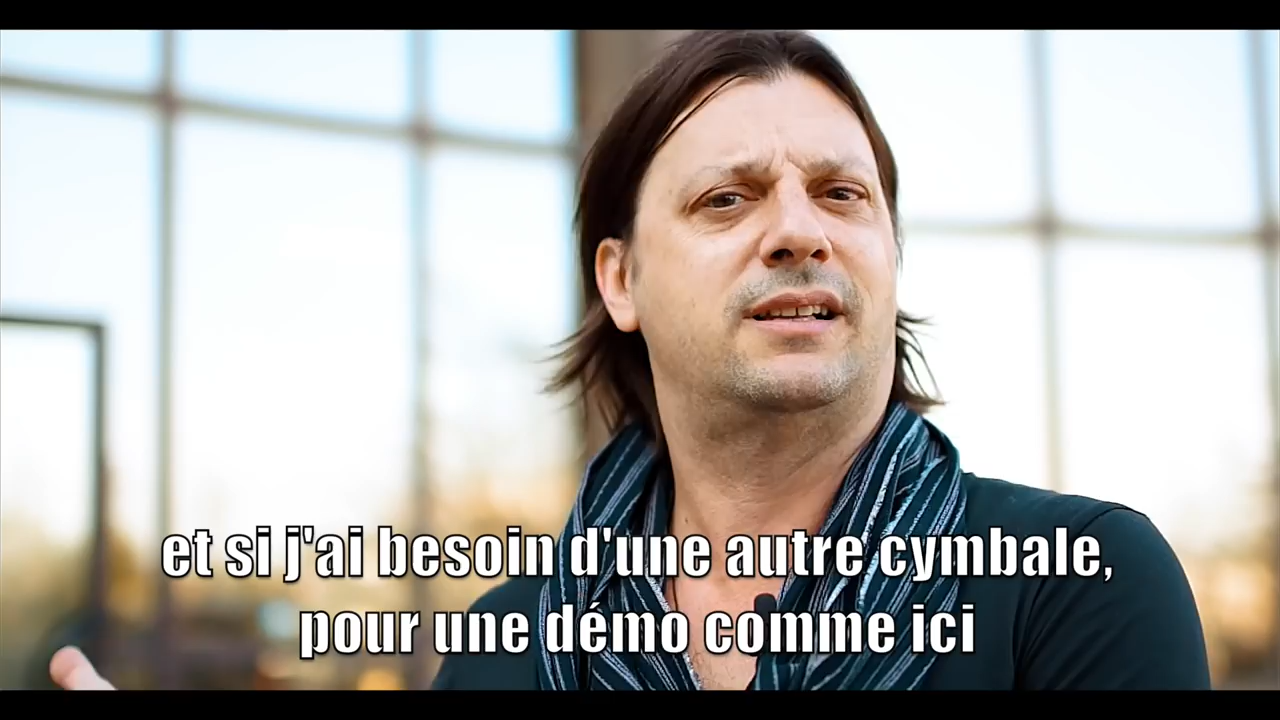 et si j'ai besoin d'une autre cymbale,
pour une démo comme ici